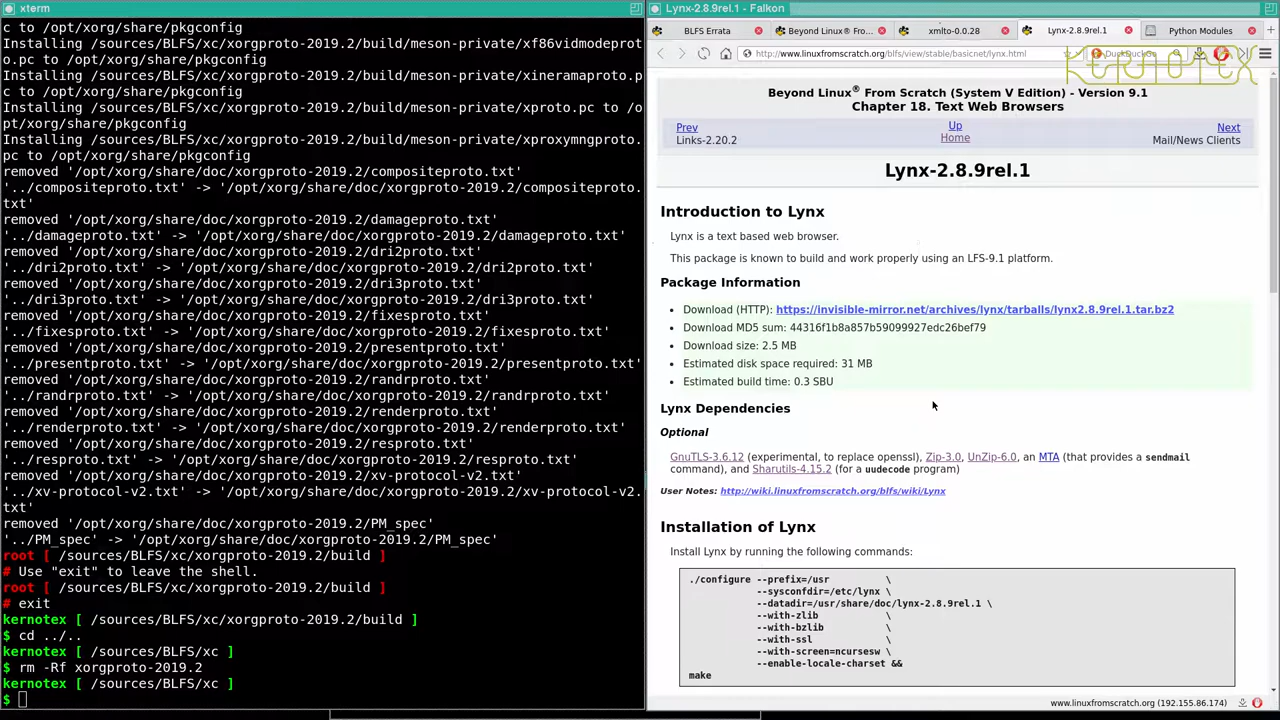 xterm
c to /opt/xorg/share/pkgconfig
Installing /sources/BLFS/xc/xorgproto-2019.2/build/meson-private/xf86vidmodeprot
o.pc to /opt/xorg/share/pkgconfig
Installing /sources/BLFS/xc/xorgproto-2019.2/build/meson-private/xineramaproto.p
c to /opt/xorg/share/pkgconfig
Installing /sources/BLFS/xc/xorgproto-2019.2/build/meson-private/xproto.pc to /o
pt/xorg/share/pkgconfig
Installing /sources/BLFS/xc/xorgproto-2019.2/build/meson-private/xproxymngproto.
pc to /opt/xorg/share/pkgconfig
removed '/opt/xorg/share/doc/xorgproto-2019.2/compositeproto.txt'
'../compositeproto.txt' -> '/opt/xorg/share/doc/xorgproto-2019.2/compositeproto.
txt'
removed '/opt/xorg/share/doc/xorgproto-2019.2/damageproto.txt'
'../damageproto.txt' -> '/opt/xorg/share/doc/xorgproto-2019.2/damageproto.txt'
removed '/opt/xorg/share/doc/xorgproto-2019.2/dri2proto.txt'
'../dri2proto.txt' -> '/opt/xorg/share/doc/xorgproto-2019.2/dri2proto.txt'
removed '/opt/xorg/share/doc/xorgproto-2019.2/dri3proto.txt'
'../dri3proto.txt' -> '/opt/xorg/share/doc/xorgproto-2019.2/dri3proto.txt'
removed '/opt/xorg/share/doc/xorgproto-2019.2/fixesproto.txt'
'../fixesproto.txt' -> '/opt/xorg/share/doc/xorgproto-2019.2/fixesproto.txt'
removed '/opt/xorg/share/doc/xorgproto-2019.2/presentproto.txt'
'../presentproto.txt' -> '/opt/xorg/share/doc/xorgproto-2019.2/presentproto.txt'
removed '/opt/xorg/share/doc/xorgproto-2019.2/randrproto.txt'
'../randrproto.txt' -> '/opt/xorg/share/doc/xorgproto-2019.2/randrproto.txt'
removed '/opt/xorg/share/doc/xorgproto-2019.2/renderproto.txt'
'../renderproto.txt' -> '/opt/xorg/share/doc/xorgproto-2019.2/renderproto.txt'
removed '/opt/xorg/share/doc/xorgproto-2019.2/resproto.txt'
'../resproto.txt' -> '/opt/xorg/share/doc/xorgproto-2019.2/resproto.txt'
removed '/opt/xorg/share/doc/xorgproto-2019.2/xv-protocol-v2.txt'
'../xv-protocol-v2.txt' -> '/opt/xorg/share/doc/xorgproto-2019.2/xv-protocol-v2.
txt'
removed '/opt/xorg/share/doc/xorgproto-2019.2/PM_spec'
'../PM_spec' -> '/opt/xorg/share/doc/xorgproto-2019.2/PM_spec'
root [ /sources/BLFS/xc/xorgproto-2019.2/build ]
# Use "exit" to leave the shell.
root [ /sources/BLFS/xc/xorgproto-2019.2/build ]
# exit
kernotex [ /sources/BLFS/xc/xorgproto-2019.2/build ]
$ cd ../..
kernotex [ /sources/BLFS/xc ]
$ rm -Rf xorgproto-2019.2
kernotex [ /sources/BLFS/xc ]
$
Lynx-2.8.9rel.1 - Falkon
BLFS Errata
Beyond Linux® Fro...
xmlto-0.0.28
Lynx-2.8.9rel.1
Python Modules
http://www.linuxfromscratch.org/blfs/view/stable/basicnet/lynx.html
DuckDuckGo
KERNOTEX
Beyond Linux® From Scratch (System V Edition) - Version 9.1
Chapter 18. Text Web Browsers
Prev Up Next
Links-2.20.2 Home Mail/News Clients
Lynx-2.8.9rel.1
Introduction to Lynx
Lynx is a text based web browser.
This package is known to build and work properly using an LFS-9.1 platform.
Package Information
• Download (HTTP): https://invisible-mirror.net/archives/lynx/tarballs/lynx2.8.9rel.1.tar.bz2
• Download MD5 sum: 44316f1b8a857b59099927edc26bef79
• Download size: 2.5 MB
• Estimated disk space required: 31 MB
• Estimated build time: 0.3 SBU
Lynx Dependencies
Optional
GnuTLS-3.6.12 (experimental, to replace openssl), Zip-3.0, UnZip-6.0, an MTA (that provides a sendmail
command), and Sharutils-4.15.2 (for a uudecode program)
User Notes: http://wiki.linuxfromscratch.org/blfs/wiki/Lynx
Installation of Lynx
Install Lynx by running the following commands:
./configure --prefix=/usr \
--sysconfdir=/etc/lynx \
--datadir=/usr/share/doc/lynx-2.8.9rel.1 \
--with-zlib \
--with-bzlib \
--with-ssl \
--with-screen=ncursesw \
--enable-locale-charset &&
make
www.linuxfromscratch.org (192.155.86.174)